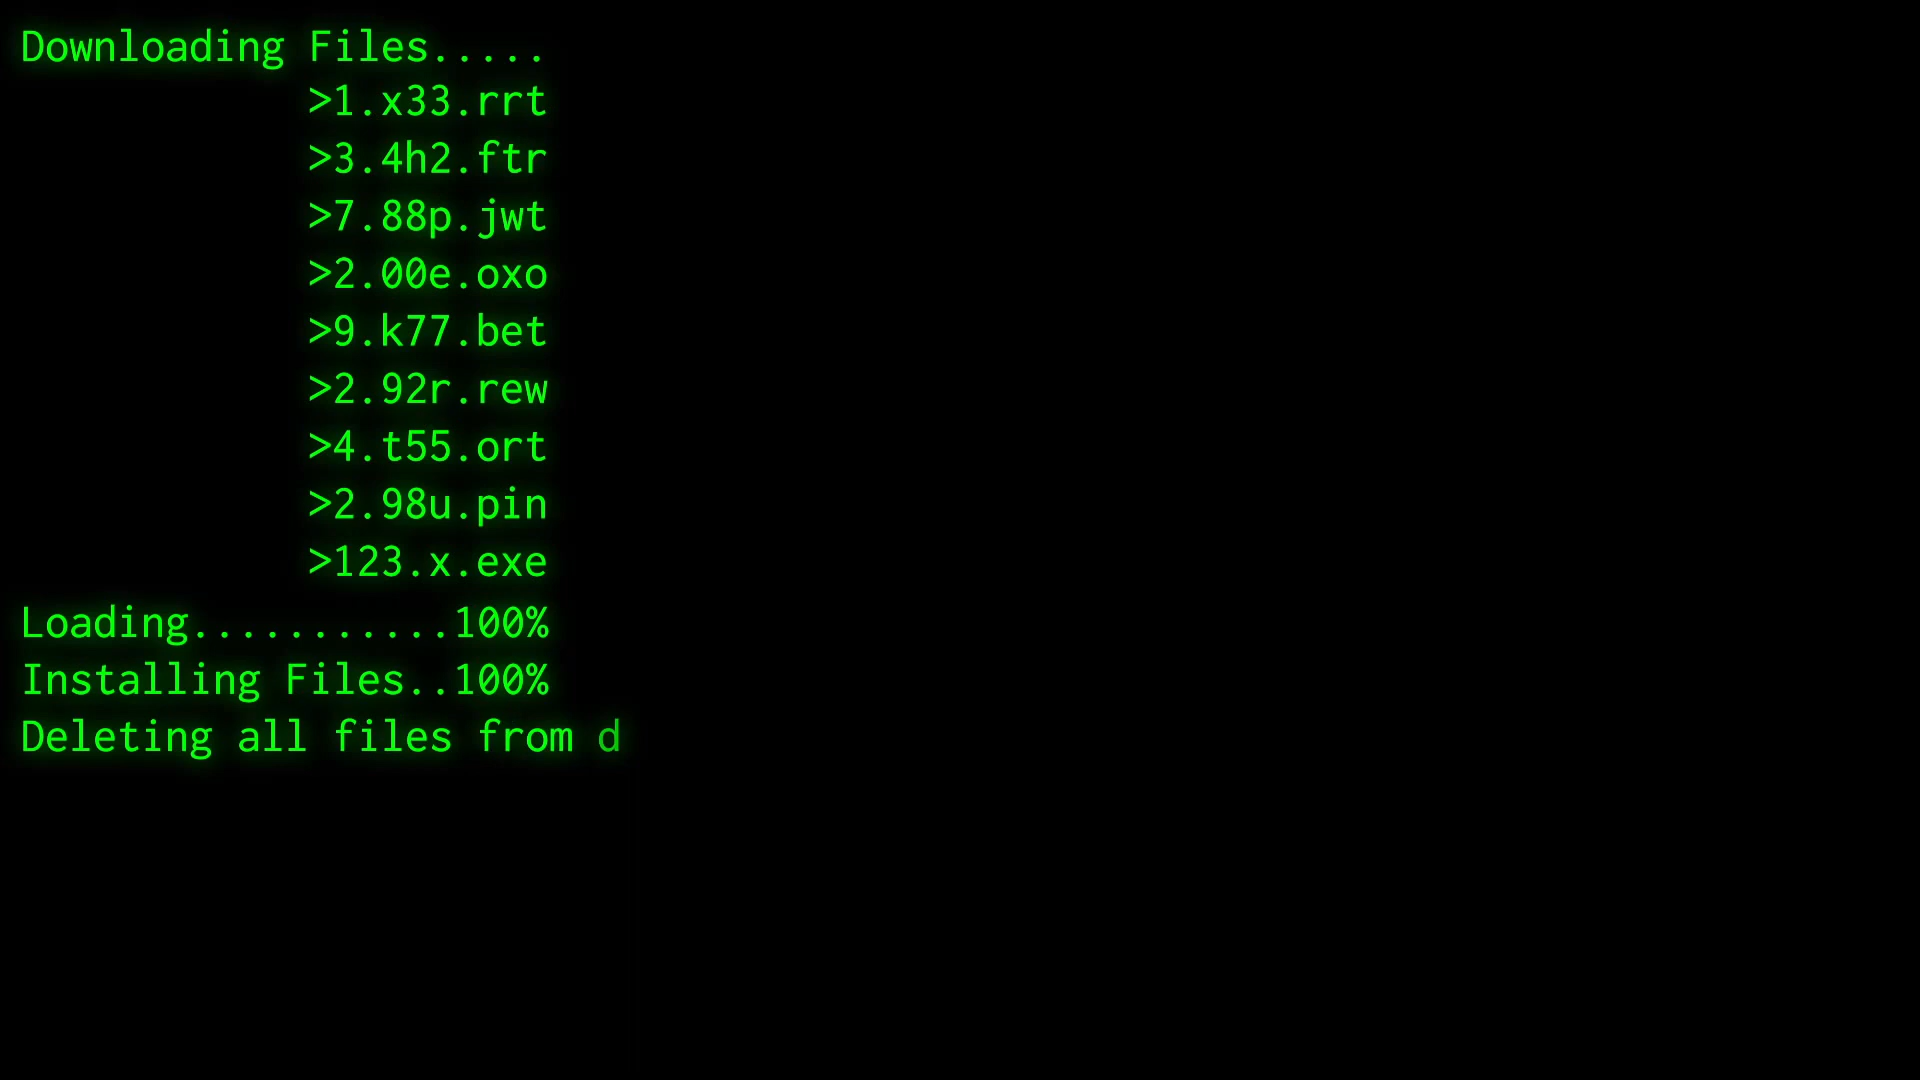 Downloading Files.....
>1.x33.rrt
>3.4h2.ftr
>7.88p.jwt
>2.00e.oxo
>9.k77.bet
>2.92r.rew
>4.t55.ort
>2.98u.pin
>123.x.exe
Loading...........100%
Installing Files..100%
Deleting all files from d